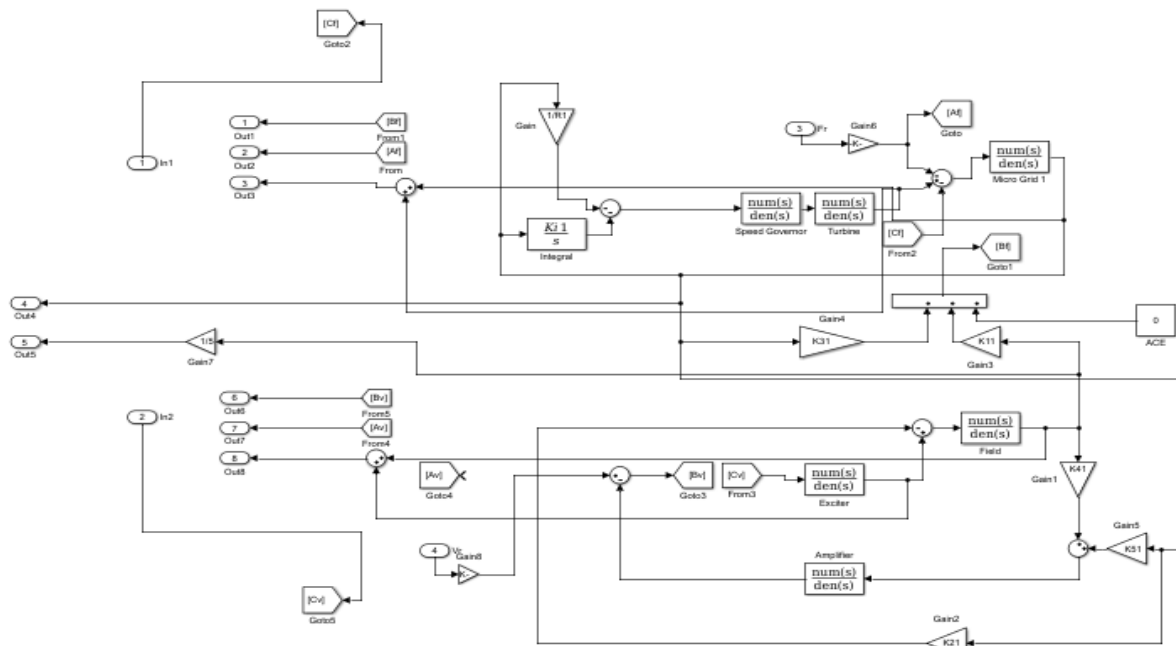 [Cf]
Goto2
1/R1
Gain
1
Out1
[Bf]
From1
2
Out2
[Af]
From
3
Out3
1
In1
3
Pr
-K-
Gain6
[Af]
Goto
num(s)
den(s)
Micro Grid 1
Ki 1
s
Integral
num(s)
den(s)
Speed Governor
num(s)
den(s)
Turbine
[Cf]
From2
[Bf]
Goto1
4
Out4
5
Out5
1/5
Gain7
Gain4
K31
K11
Gain3
0
ACE
6
Out6
[Bv]
From5
7
Out7
[Av]
From4
8
Out8
2
In2
[Av]
Goto4
[Bv]
Goto3
[Cv]
From3
num(s)
den(s)
Exciter
num(s)
den(s)
Field
K41
Gain1
Gain5
K51
4
Gain8
K-
Amplifier
num(s)
den(s)
[Cv]
Goto5
Gain2
K21